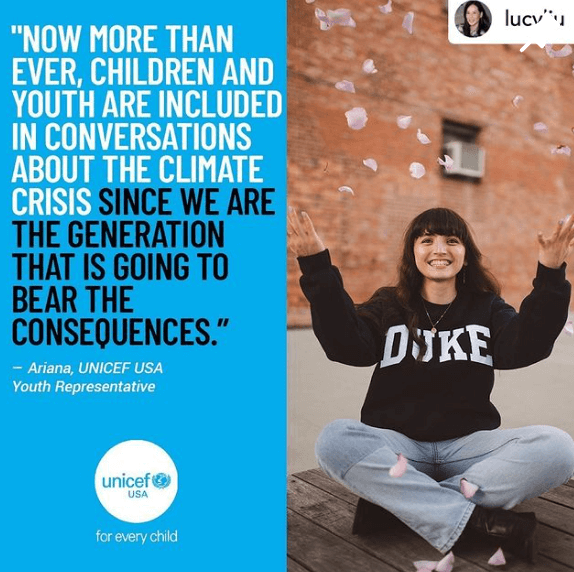 "NOW MORE THAN
EVER, CHILDREN AND
YOUTH ARE INCLUDED
IN CONVERSATIONS
ABOUT THE CLIMATE
CRISIS SINCE WE ARE
THE GENERATION
THAT IS GOING TO
BEAR THE
CONSEQUENCES."
– Ariana, UNICEF USA
Youth Representative
unicef
USA
for every child
DUKE